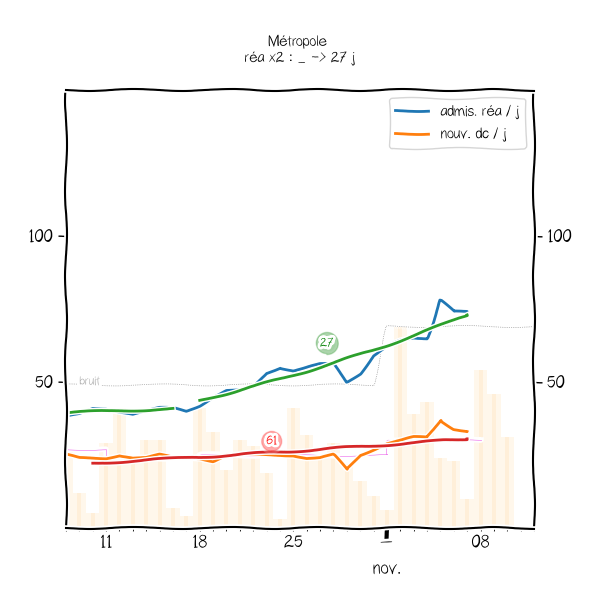 Métropole
réa x2 : _ -> 27 j
admis. réa / j
nouv. dc / j
100
100
27
50
50
bruit
61
11
18
25
1
08
nov.